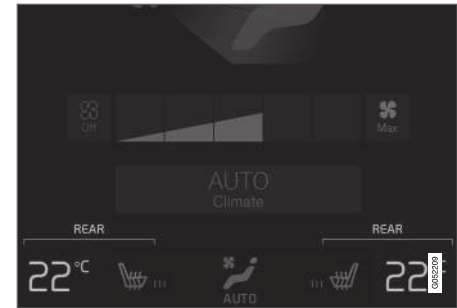 Off
Max
AUTO
Climate
REAR REAR
22°C 22
AUTO
G052209